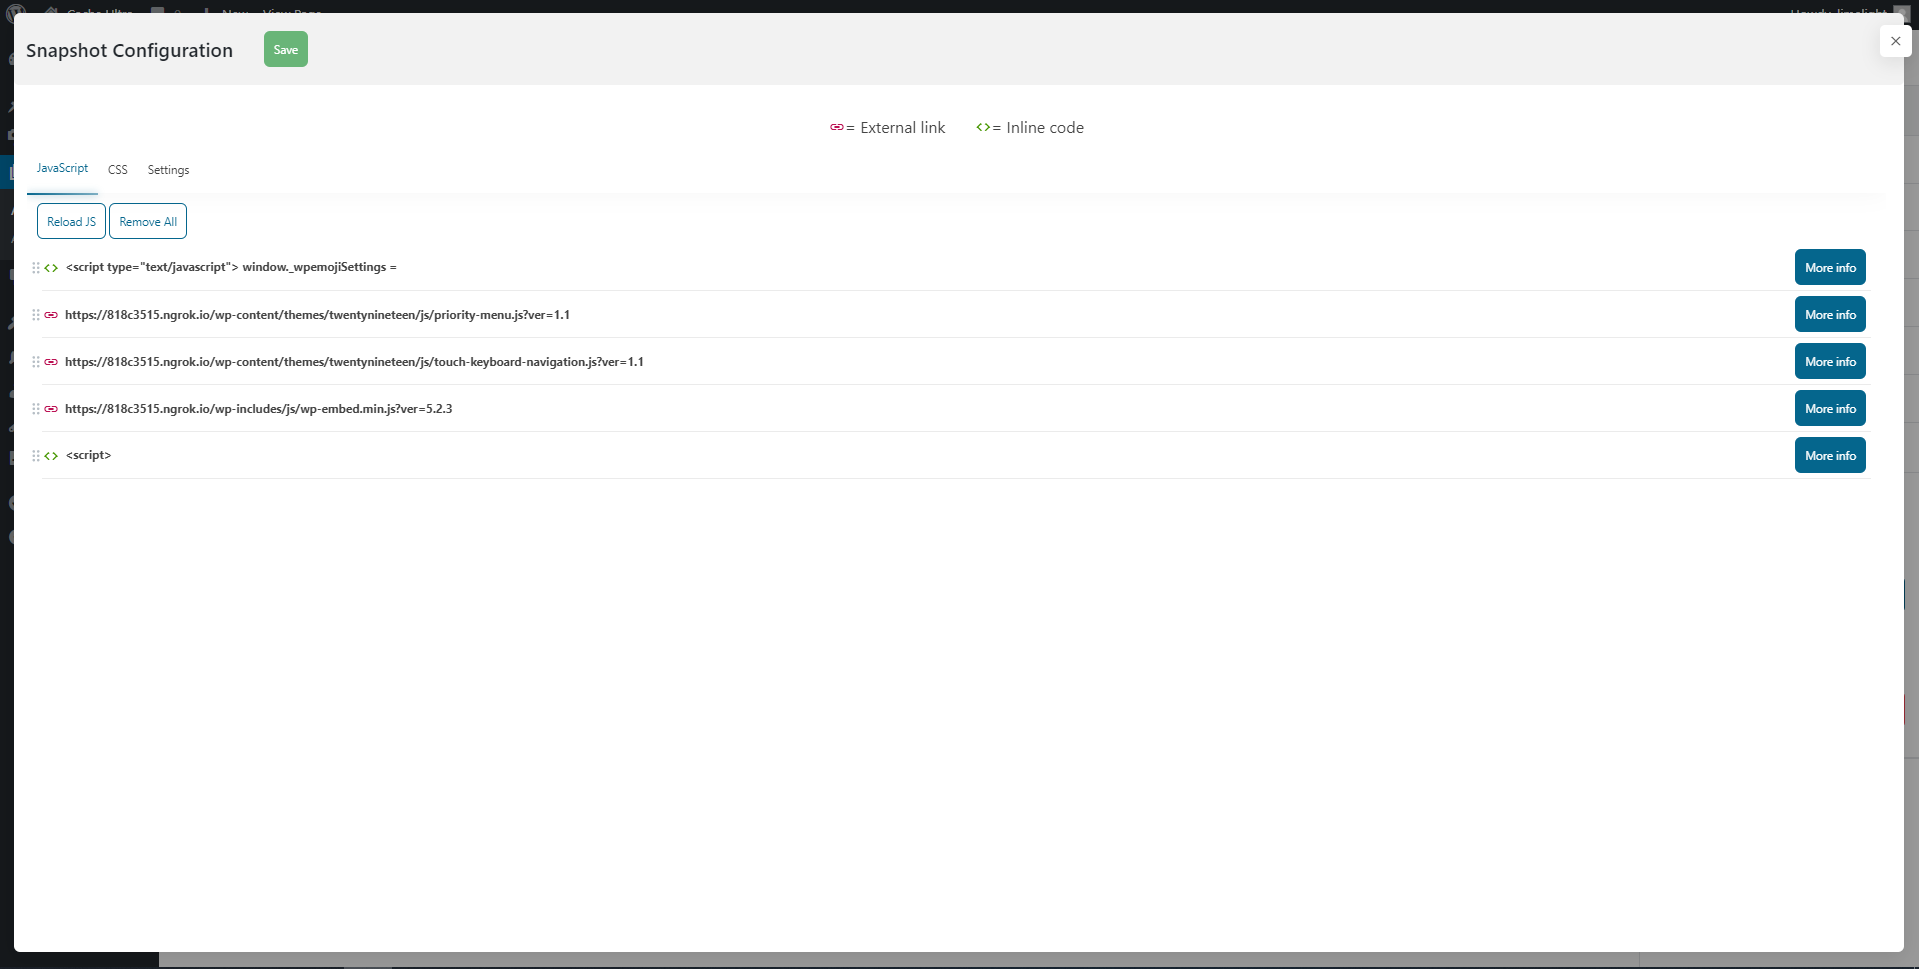 Snapshot Configuration
Save
= External link
= Inline code
JavaScript
CSS
Settings
Reload JS
Remove All
<script type="text/javascript"> window._wpemojiSettings =
More info
https://818c3515.ngrok.io/wp-content/themes/twentynineteen/js/priority-menu.js?ver=1.1
More info
https://818c3515.ngrok.io/wp-content/themes/twentynineteen/js/touch-keyboard-navigation.js?ver=1.1
More info
https://818c3515.ngrok.io/wp-includes/js/wp-embed.min.js?ver=5.2.3
More info
<script>
More info